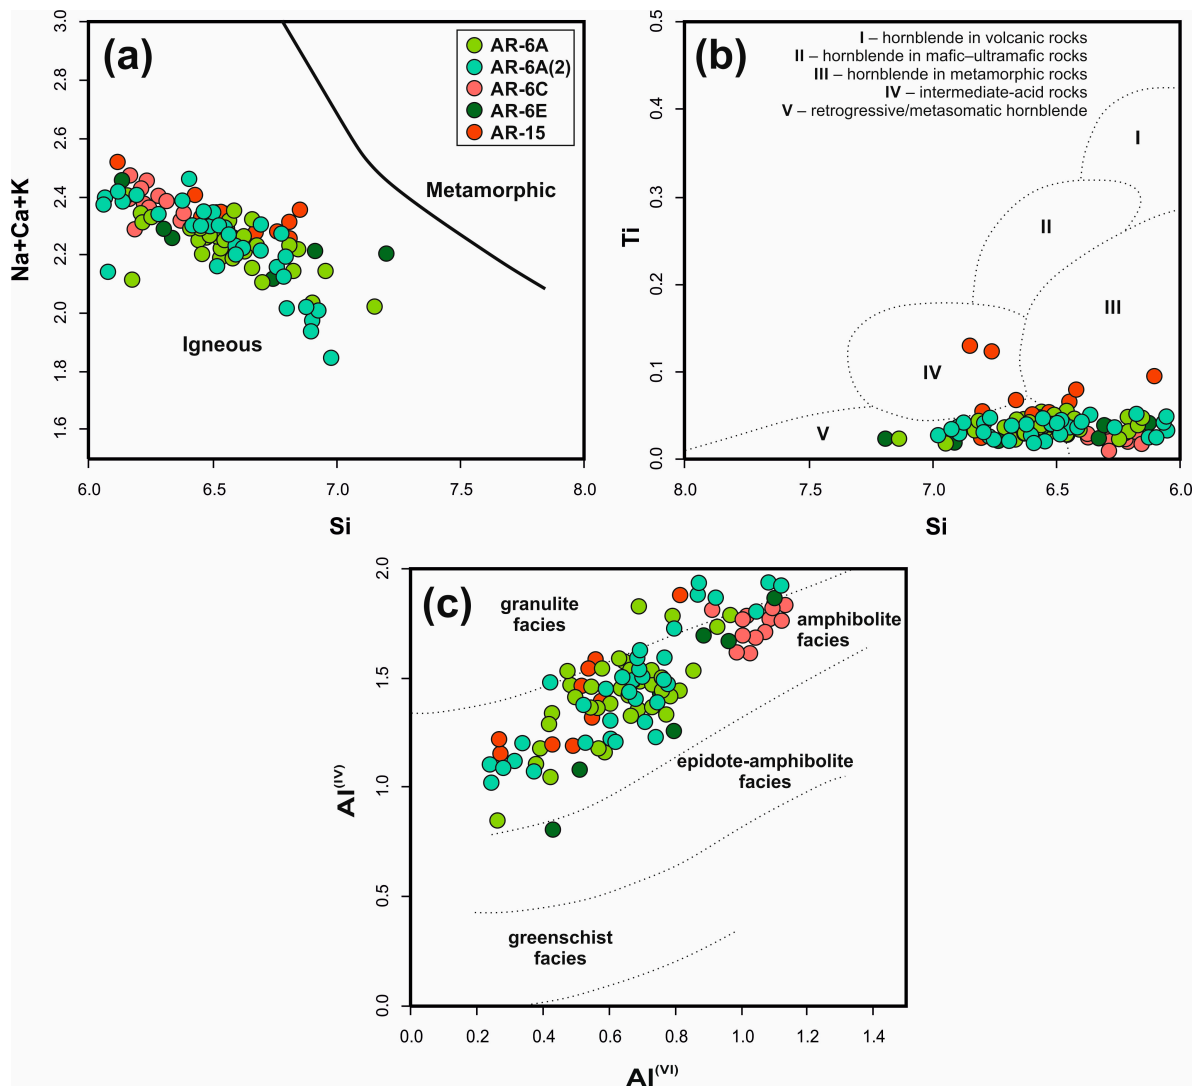 (a)
AR-6A
AR-6A(2)
AR-6C
AR-6E
AR-15
Metamorphic
Igneous
Na+Ca+K
3.0
2.8
2.6
2.4
2.2
2.0
1.8
1.6
6.0 6.5 7.0 7.5 8.0
Si
(b)
I – hornblende in volcanic rocks
II – hornblende in mafic–ultramafic rocks
III – hornblende in metamorphic rocks
IV – intermediate-acid rocks
V – retrogressive/metasomatic hornblende
I
II
III
IV
V
Ti
0.5
0.4
0.3
0.2
0.1
0.0
8.0 7.5 7.0 6.5 6.0
Si
(c)
granulite
facies
amphibolite
facies
epidote-amphibolite
facies
greenschist
facies
Al(IV)
2.0
1.5
1.0
0.5
0.0
0.0 0.2 0.4 0.6 0.8 1.0 1.2 1.4
Al(VI)